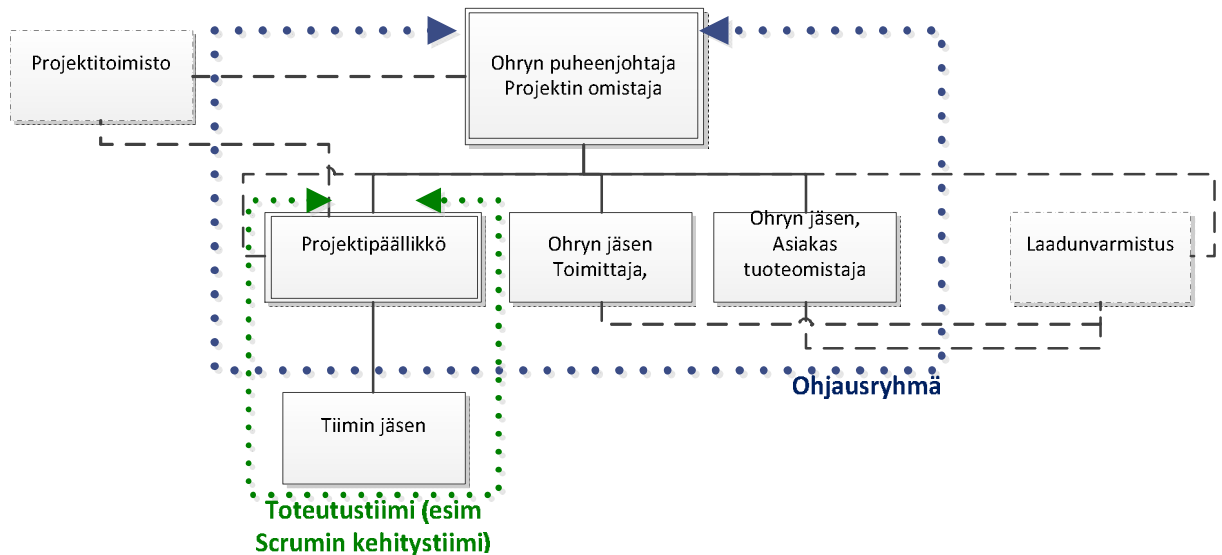 Projektitoimisto
Ohryn puheenjohtaja
Projektin omistaja
Projektipäällikkö
Ohryn jäsen
Toimittaja,
Ohryn jäsen,
Asiakas
tuoteomistaja
Laadunvarmistus
Ohjausryhmä
Tiimin jäsen
Toteutustiimi (esim
Scrumin kehitystiimi)